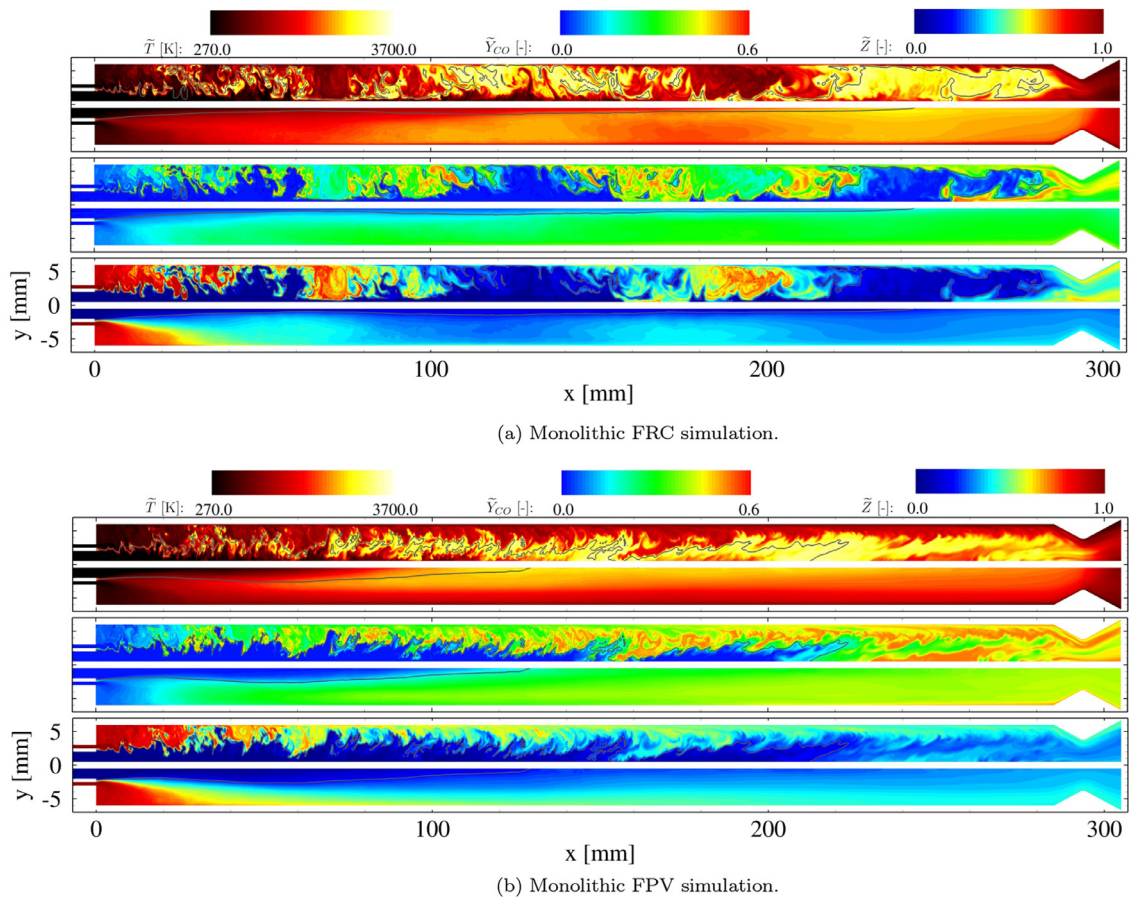 T̃ [K]: 270.0 3700.0 Ỹ_CO [-]: 0.0 0.6 Z̃ [-]: 0.0 1.0
5
0
-5
y [mm]
0 100 200 300
x [mm]
(a) Monolithic FRC simulation.
T̃ [K]: 270.0 3700.0 Ỹ_CO [-]: 0.0 0.6 Z̃ [-]: 0.0 1.0
5
0
-5
y [mm]
0 100 200 300
x [mm]
(b) Monolithic FPV simulation.